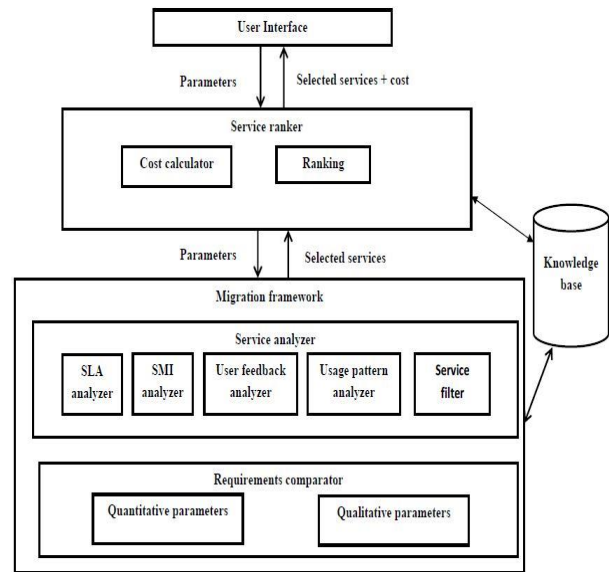 User Interface
Parameters
Selected services + cost
Service ranker
Cost calculator
Ranking
Parameters
Selected services
Knowledge
base
Migration framework
Service analyzer
SLA
analyzer
SMI
analyzer
User feedback
analyzer
Usage pattern
analyzer
Service
filter
Requirements comparator
Quantitative parameters
Qualitative parameters